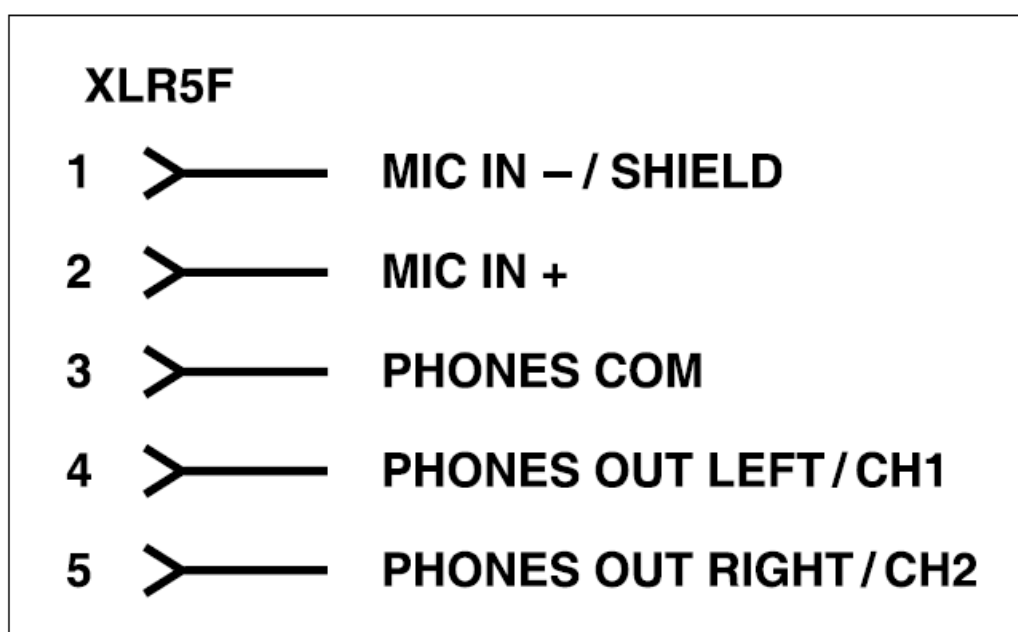 XLR5F
1 MIC IN – / SHIELD
2 MIC IN +
3 PHONES COM
4 PHONES OUT LEFT / CH1
5 PHONES OUT RIGHT / CH2